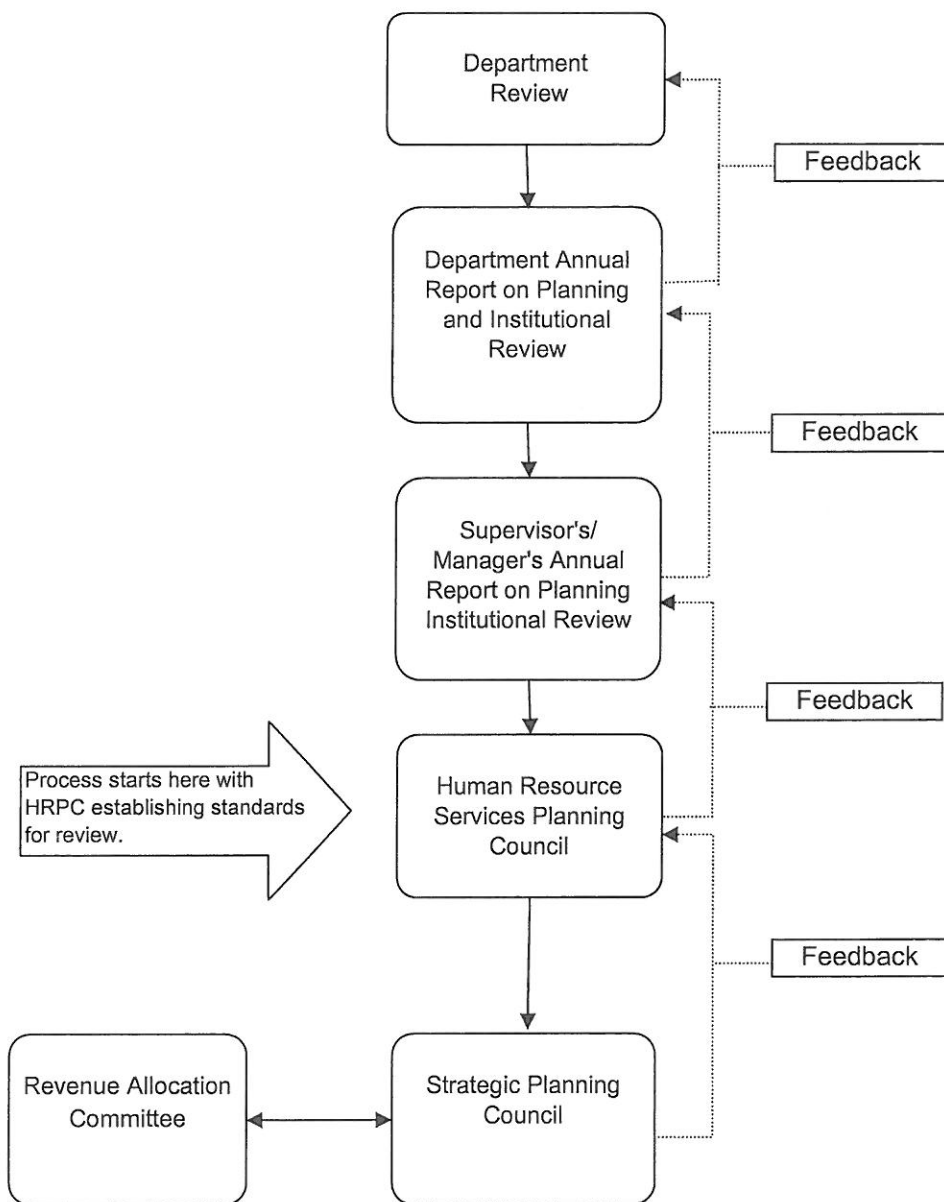 Department
Review
Feedback
Department Annual
Report on Planning
and Institutional
Review
Feedback
Supervisor's/
Manager's Annual
Report on Planning
Institutional Review
Feedback
Process starts here with
HRPC establishing standards
for review.
Human Resource
Services Planning
Council
Feedback
Revenue Allocation
Committee
Strategic Planning
Council